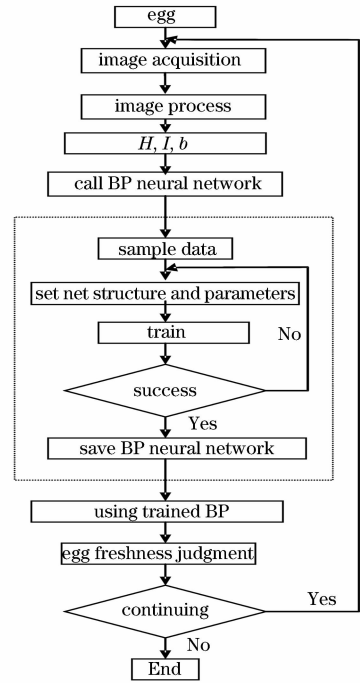 egg
image acquisition
image process
H, I, b
call BP neural network
sample data
set net structure and parameters
train
No
success
Yes
save BP neural network
using trained BP
egg freshness judgment
continuing
Yes
No
End